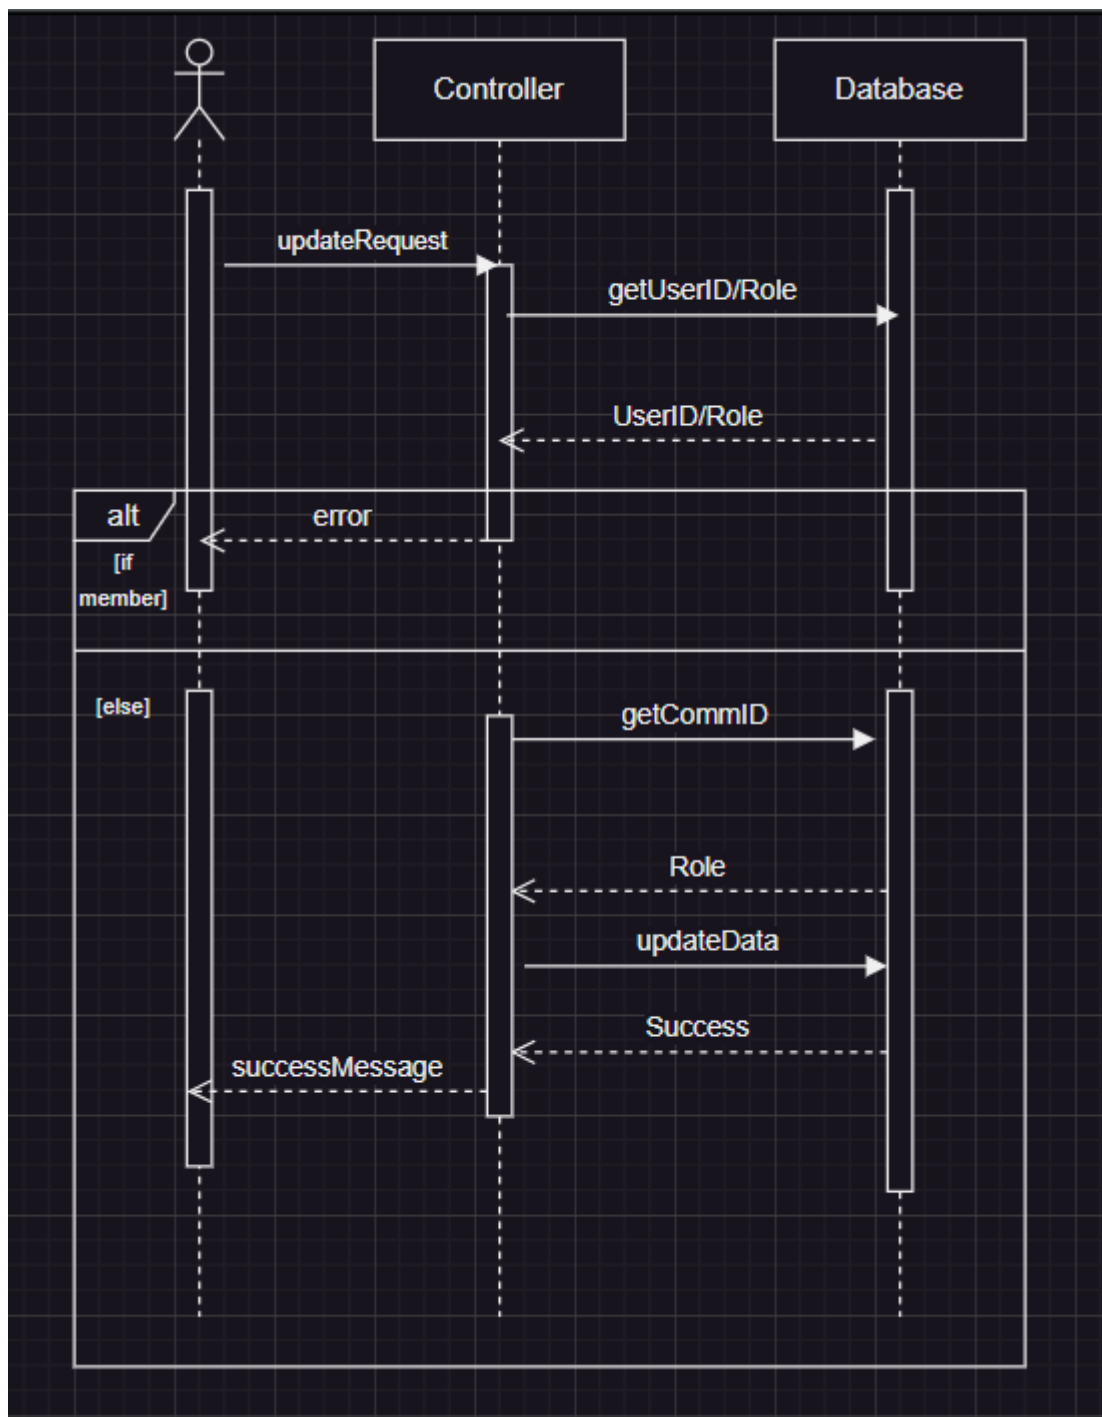 Controller
Database
updateRequest
getUserID/Role
UserID/Role
alt
error
[if
member]
[else]
getCommID
Role
updateData
Success
successMessage